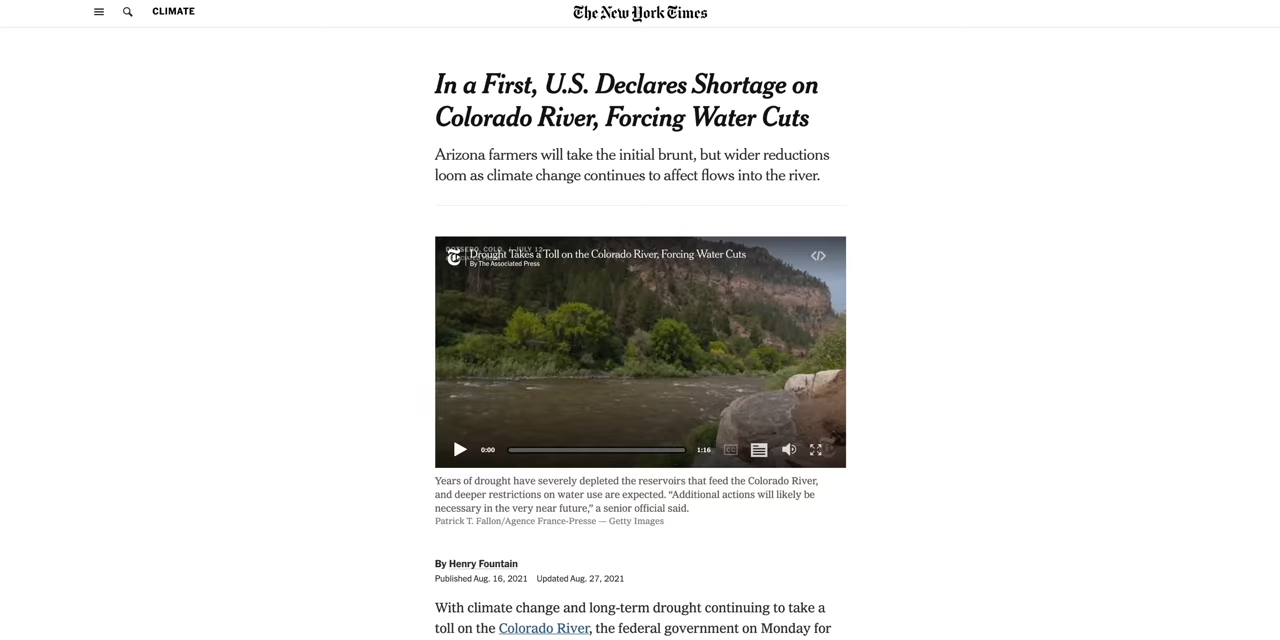 CLIMATE
The New York Times
In a First, U.S. Declares Shortage on
Colorado River, Forcing Water Cuts
Arizona farmers will take the initial brunt, but wider reductions
loom as climate change continues to affect flows into the river.
DOTSERO, COLO. / JULY 12
Drought Takes a Toll on the Colorado River, Forcing Water Cuts
By The Associated Press
0:00
1:16
CC
Years of drought have severely depleted the reservoirs that feed the Colorado River,
and deeper restrictions on water use are expected. “Additional actions will likely be
necessary in the very near future,” a senior official said.
Patrick T. Fallon/Agence France-Presse — Getty Images
By Henry Fountain
Published Aug. 16, 2021 Updated Aug. 27, 2021
With climate change and long-term drought continuing to take a
toll on the Colorado River, the federal government on Monday for